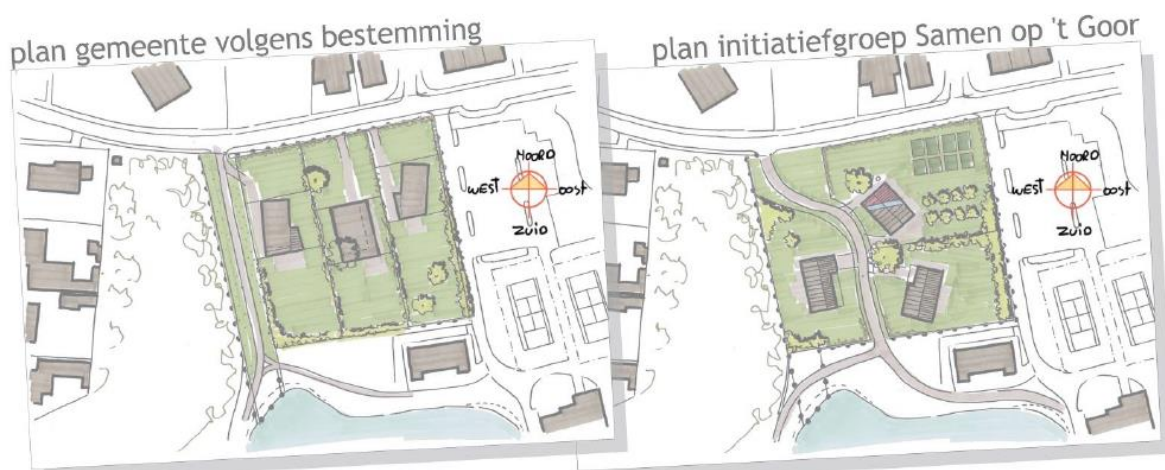 plan gemeente volgens bestemming
plan initiatiefgroep Samen op 't Goor
NOORD
WEST
OOST
ZUID
NOORD
WEST
OOST
ZUID